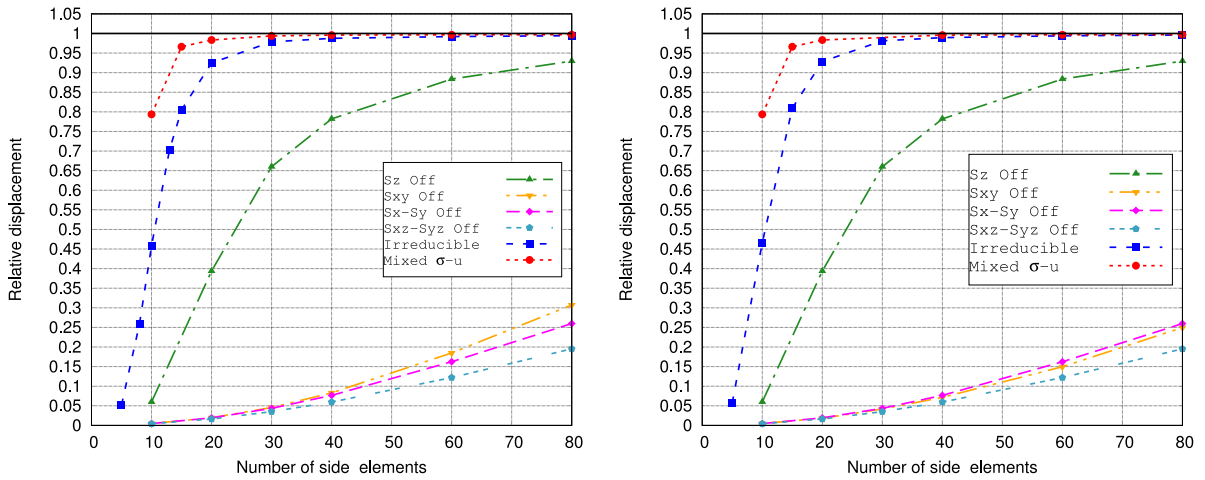 1.05
1
0.95
0.9
0.85
0.8
0.75
0.7
0.65
0.6
0.55
0.5
0.45
0.4
0.35
0.3
0.25
0.2
0.15
0.1
0.05
0
Relative displacement
0 10 20 30 40 50 60 70 80
Number of side elements
Sz Off
Sxy Off
Sx-Sy Off
Sxz-Syz Off
Irreducible
Mixed σ-u
1.05
1
0.95
0.9
0.85
0.8
0.75
0.7
0.65
0.6
0.55
0.5
0.45
0.4
0.35
0.3
0.25
0.2
0.15
0.1
0.05
0
Relative displacement
0 10 20 30 40 50 60 70 80
Number of side elements
Sz Off
Sxy Off
Sx-Sy Off
Sxz-Syz Off
Irreducible
Mixed σ-u